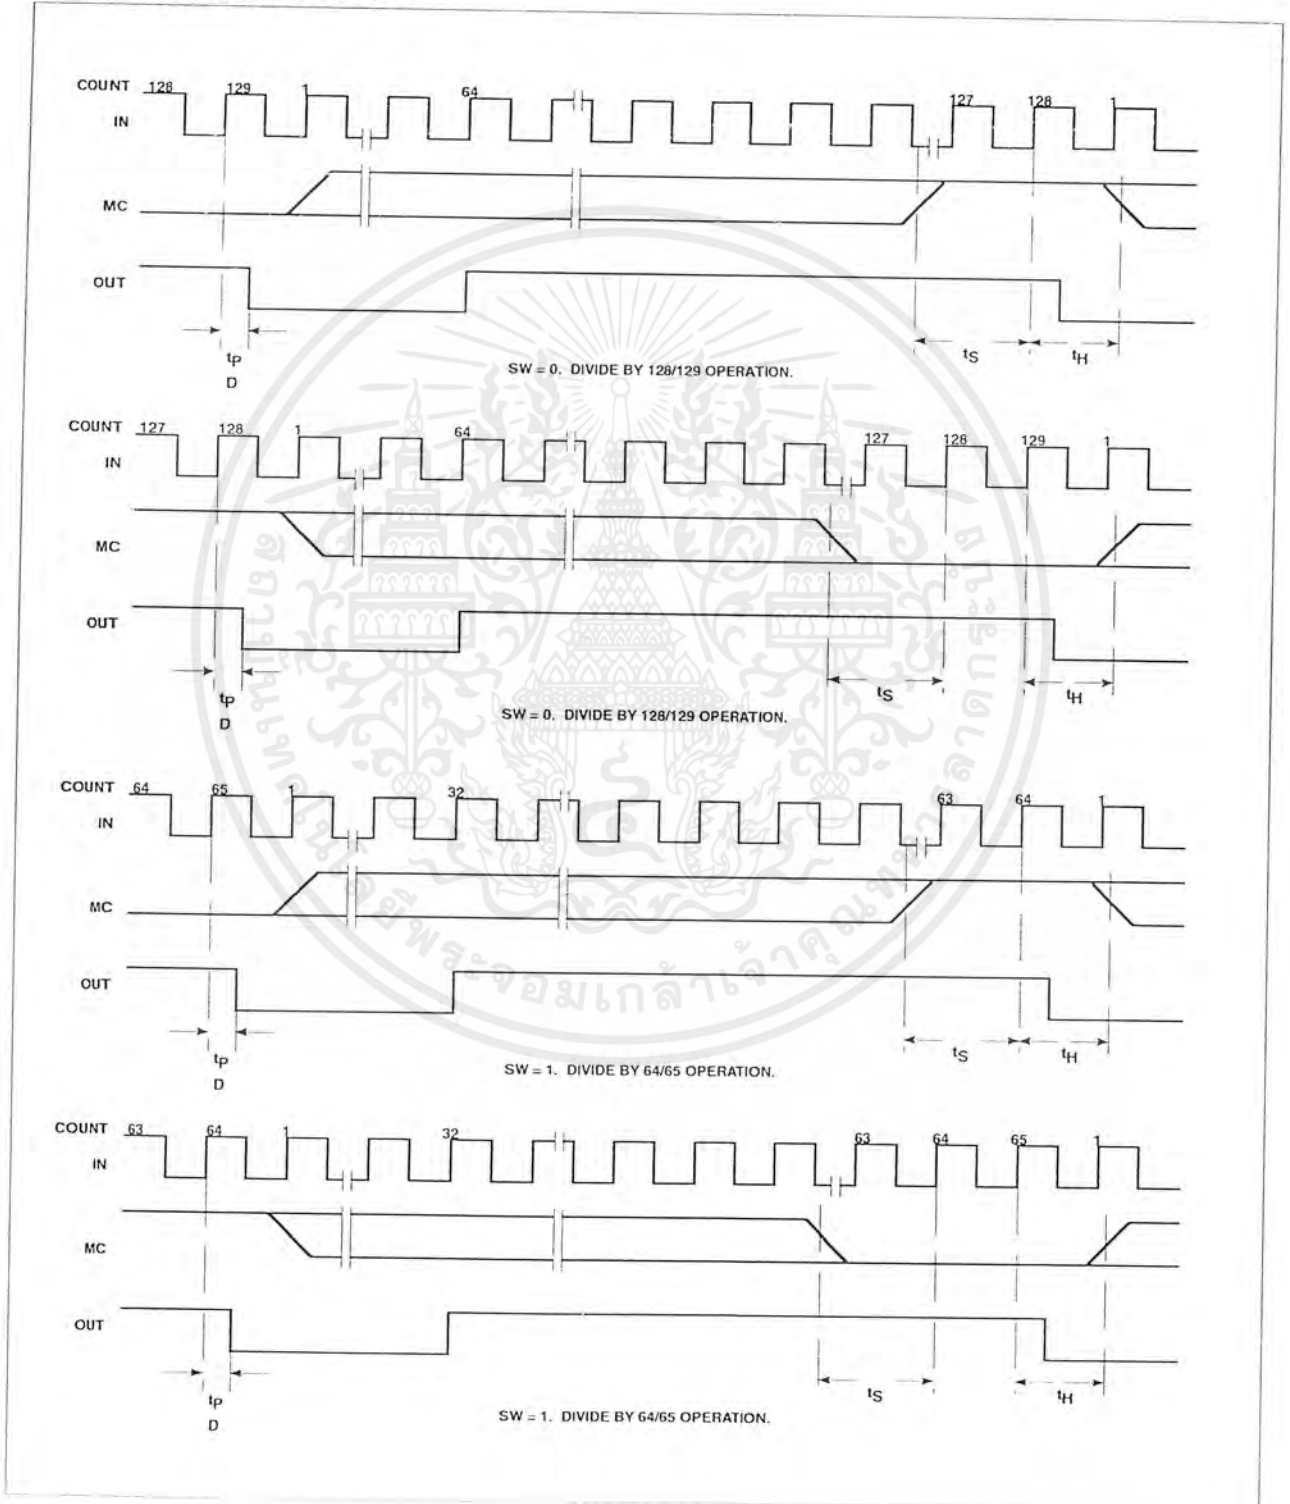 COUNT 128 129 1 64 127 128 1
IN
MC
OUT
tP D tS tH
SW = 0. DIVIDE BY 128/129 OPERATION.
COUNT 127 128 1 64 127 128 129 1
IN
MC
OUT
tP D tS tH
SW = 0. DIVIDE BY 128/129 OPERATION.
COUNT 64 65 1 32 63 64 1
IN
MC
OUT
tP D tS tH
SW = 1. DIVIDE BY 64/65 OPERATION.
COUNT 63 64 1 32 63 64 65 1
IN
MC
OUT
tP D tS tH
SW = 1. DIVIDE BY 64/65 OPERATION.